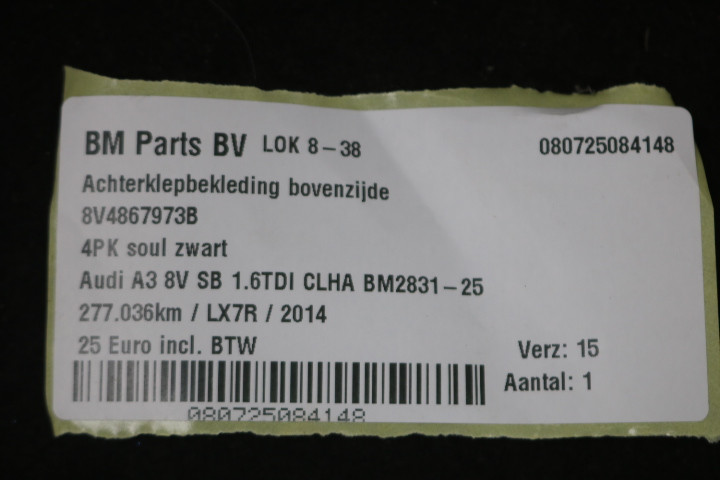 BM Parts BV LOK 8-38 080725084148
Achterklepbekleding bovenzijde
8V4867973B
4PK soul zwart
Audi A3 8V SB 1.6TDI CLHA BM2831-25
277.036km / LX7R / 2014
25 Euro incl. BTW Verz: 15
Aantal: 1
080725084148